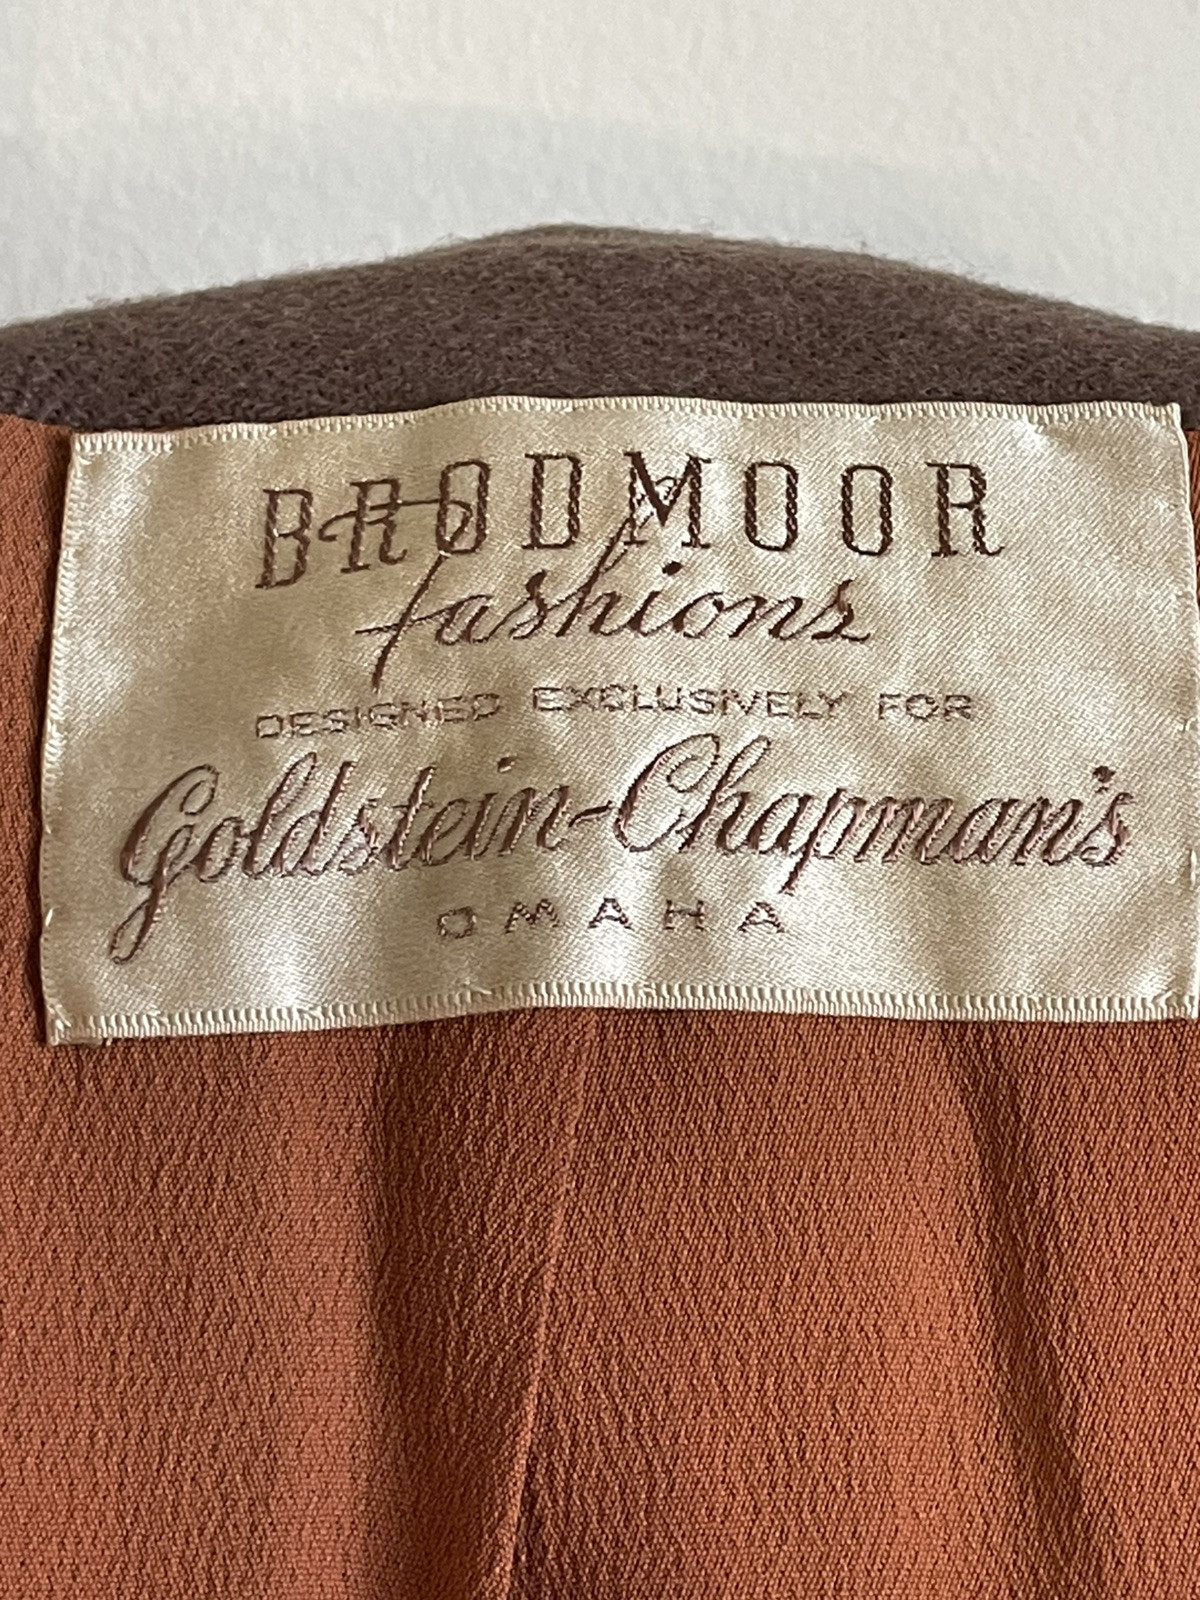 BRODMOOR
fashions
DESIGNED EXCLUSIVELY FOR
Goldstein-Chapman's
OMAHA